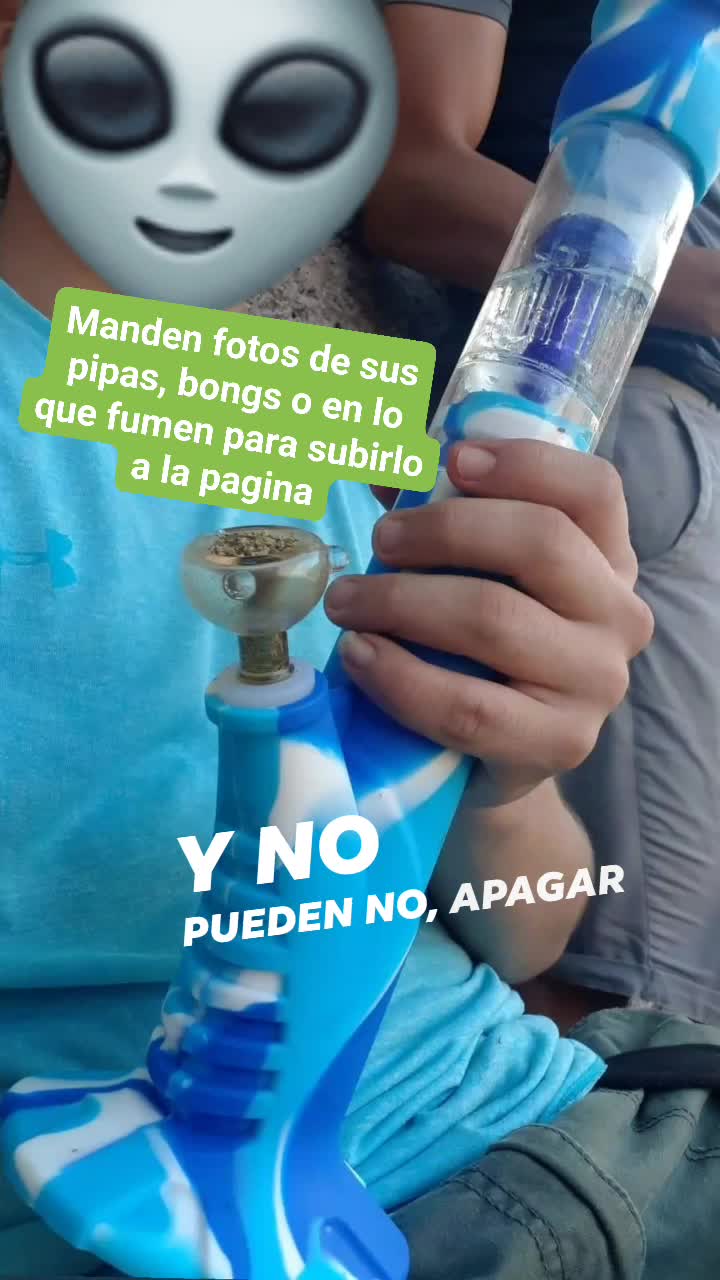 Manden fotos de sus
pipas, bongs o en lo
que fumen para subirlo
a la pagina
Y NO
PUEDEN NO, APAGAR